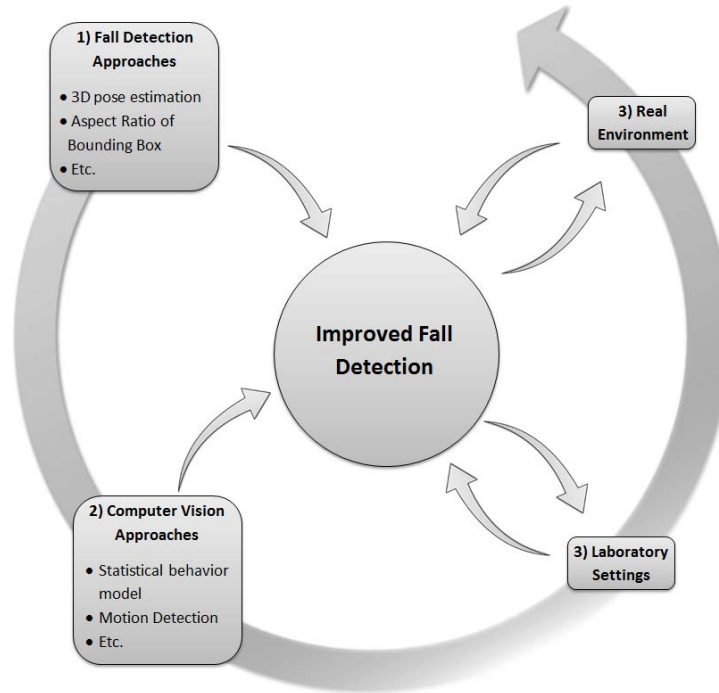 1) Fall Detection
Approaches
● 3D pose estimation
● Aspect Ratio of
Bounding Box
● Etc.
3) Real
Environment
Improved Fall
Detection
2) Computer Vision
Approaches
● Statistical behavior
model
● Motion Detection
● Etc.
3) Laboratory
Settings